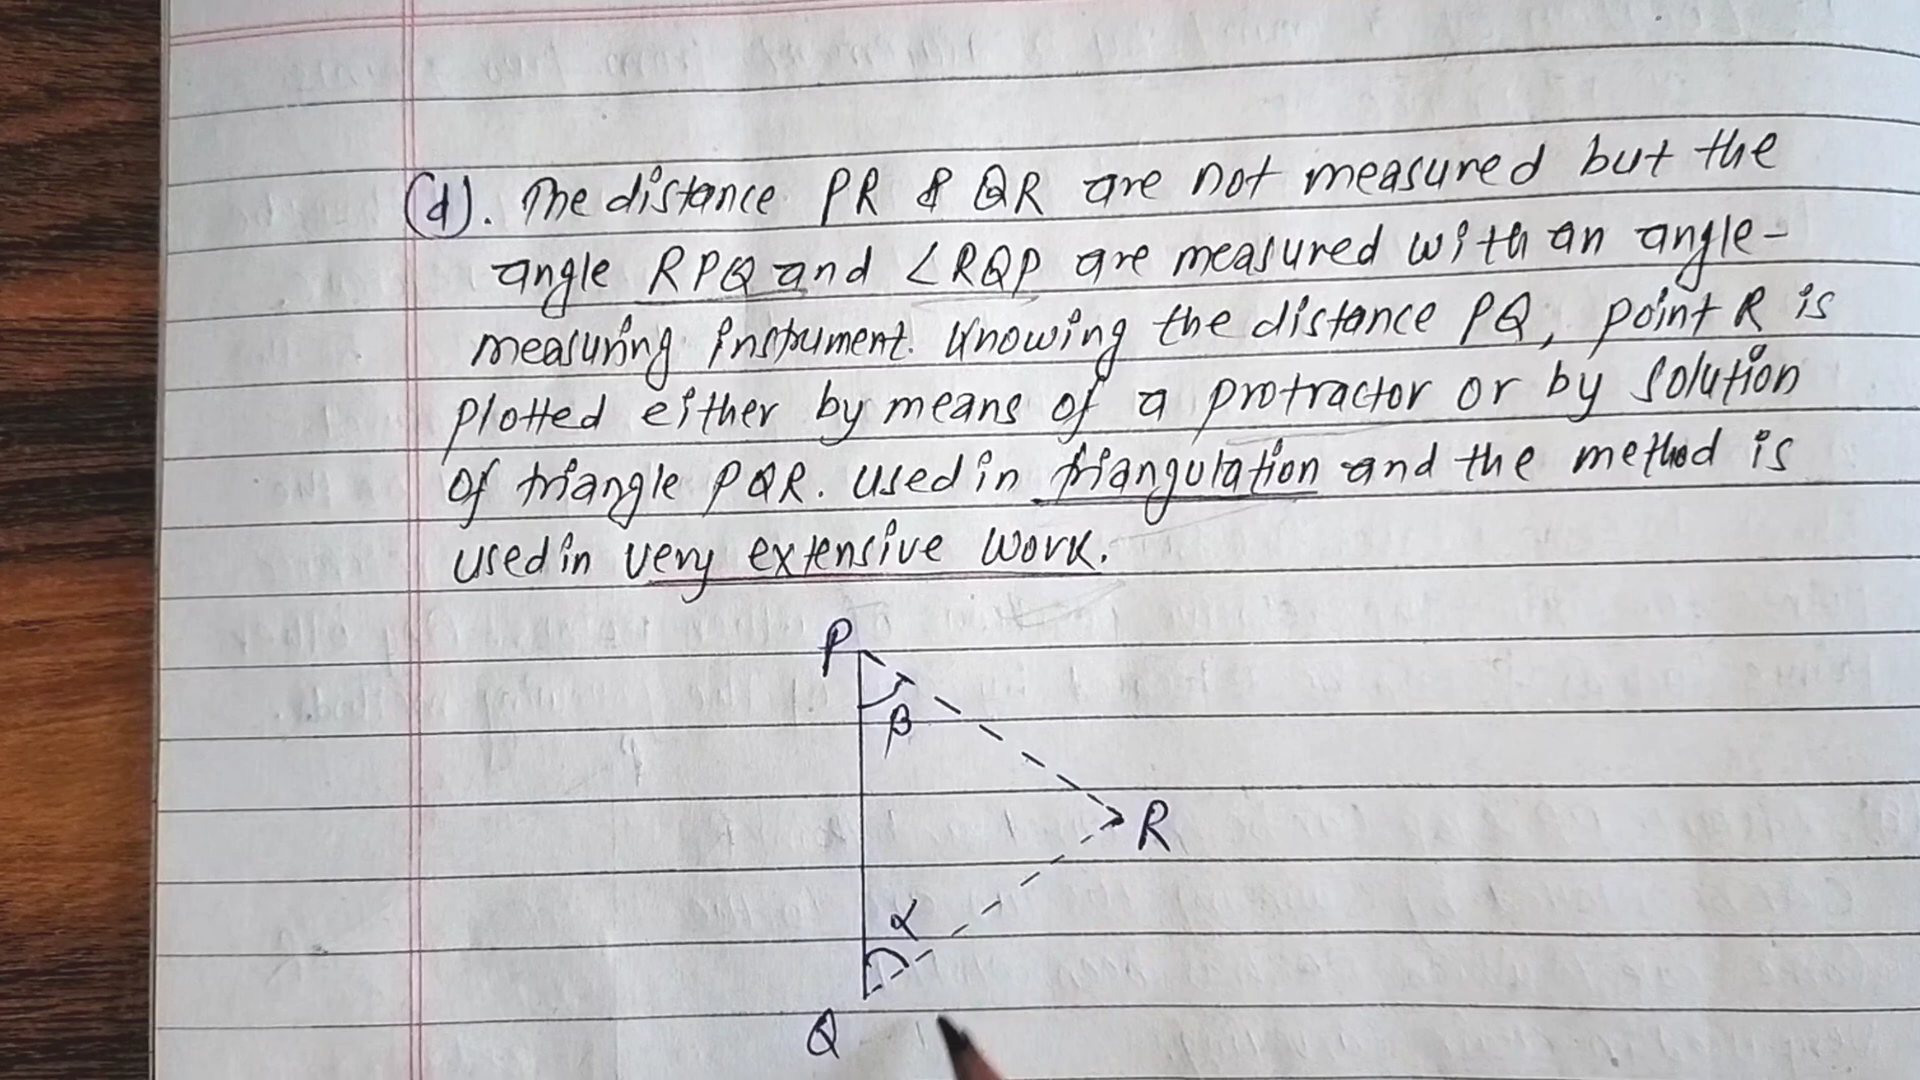 (d). The distance PR & QR are not measured but the
angle RPQ and ∠RQP are measured with an angle-
measuring instrument. Knowing the distance PQ, point R is
plotted either by means of a protractor or by solution
of triangle PQR. Used in triangulation and the method is
used in very extensive work.
P
β
R
α
Q